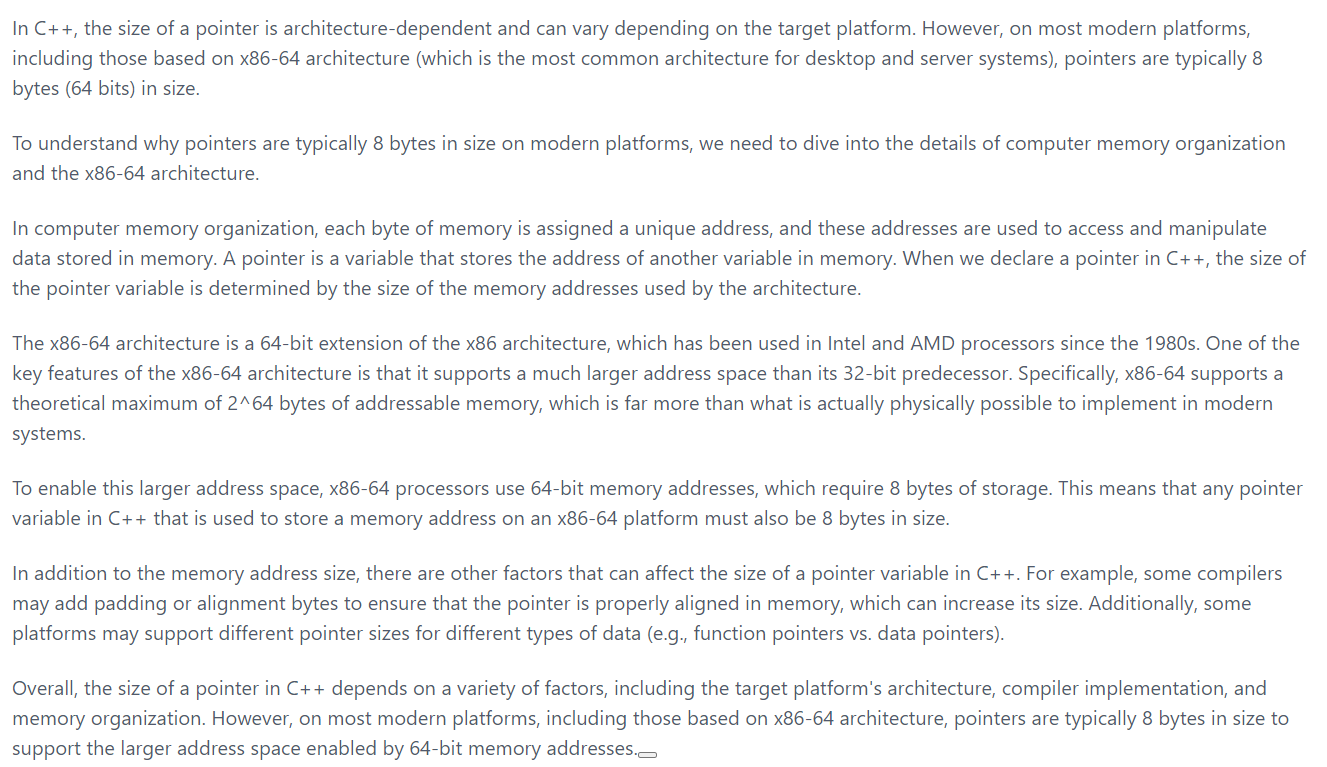 In C++, the size of a pointer is architecture-dependent and can vary depending on the target platform. However, on most modern platforms,
including those based on x86-64 architecture (which is the most common architecture for desktop and server systems), pointers are typically 8
bytes (64 bits) in size.
To understand why pointers are typically 8 bytes in size on modern platforms, we need to dive into the details of computer memory organization
and the x86-64 architecture.
In computer memory organization, each byte of memory is assigned a unique address, and these addresses are used to access and manipulate
data stored in memory. A pointer is a variable that stores the address of another variable in memory. When we declare a pointer in C++, the size of
the pointer variable is determined by the size of the memory addresses used by the architecture.
The x86-64 architecture is a 64-bit extension of the x86 architecture, which has been used in Intel and AMD processors since the 1980s. One of the
key features of the x86-64 architecture is that it supports a much larger address space than its 32-bit predecessor. Specifically, x86-64 supports a
theoretical maximum of 2^64 bytes of addressable memory, which is far more than what is actually physically possible to implement in modern
systems.
To enable this larger address space, x86-64 processors use 64-bit memory addresses, which require 8 bytes of storage. This means that any pointer
variable in C++ that is used to store a memory address on an x86-64 platform must also be 8 bytes in size.
In addition to the memory address size, there are other factors that can affect the size of a pointer variable in C++. For example, some compilers
may add padding or alignment bytes to ensure that the pointer is properly aligned in memory, which can increase its size. Additionally, some
platforms may support different pointer sizes for different types of data (e.g., function pointers vs. data pointers).
Overall, the size of a pointer in C++ depends on a variety of factors, including the target platform's architecture, compiler implementation, and
memory organization. However, on most modern platforms, including those based on x86-64 architecture, pointers are typically 8 bytes in size to
support the larger address space enabled by 64-bit memory addresses.